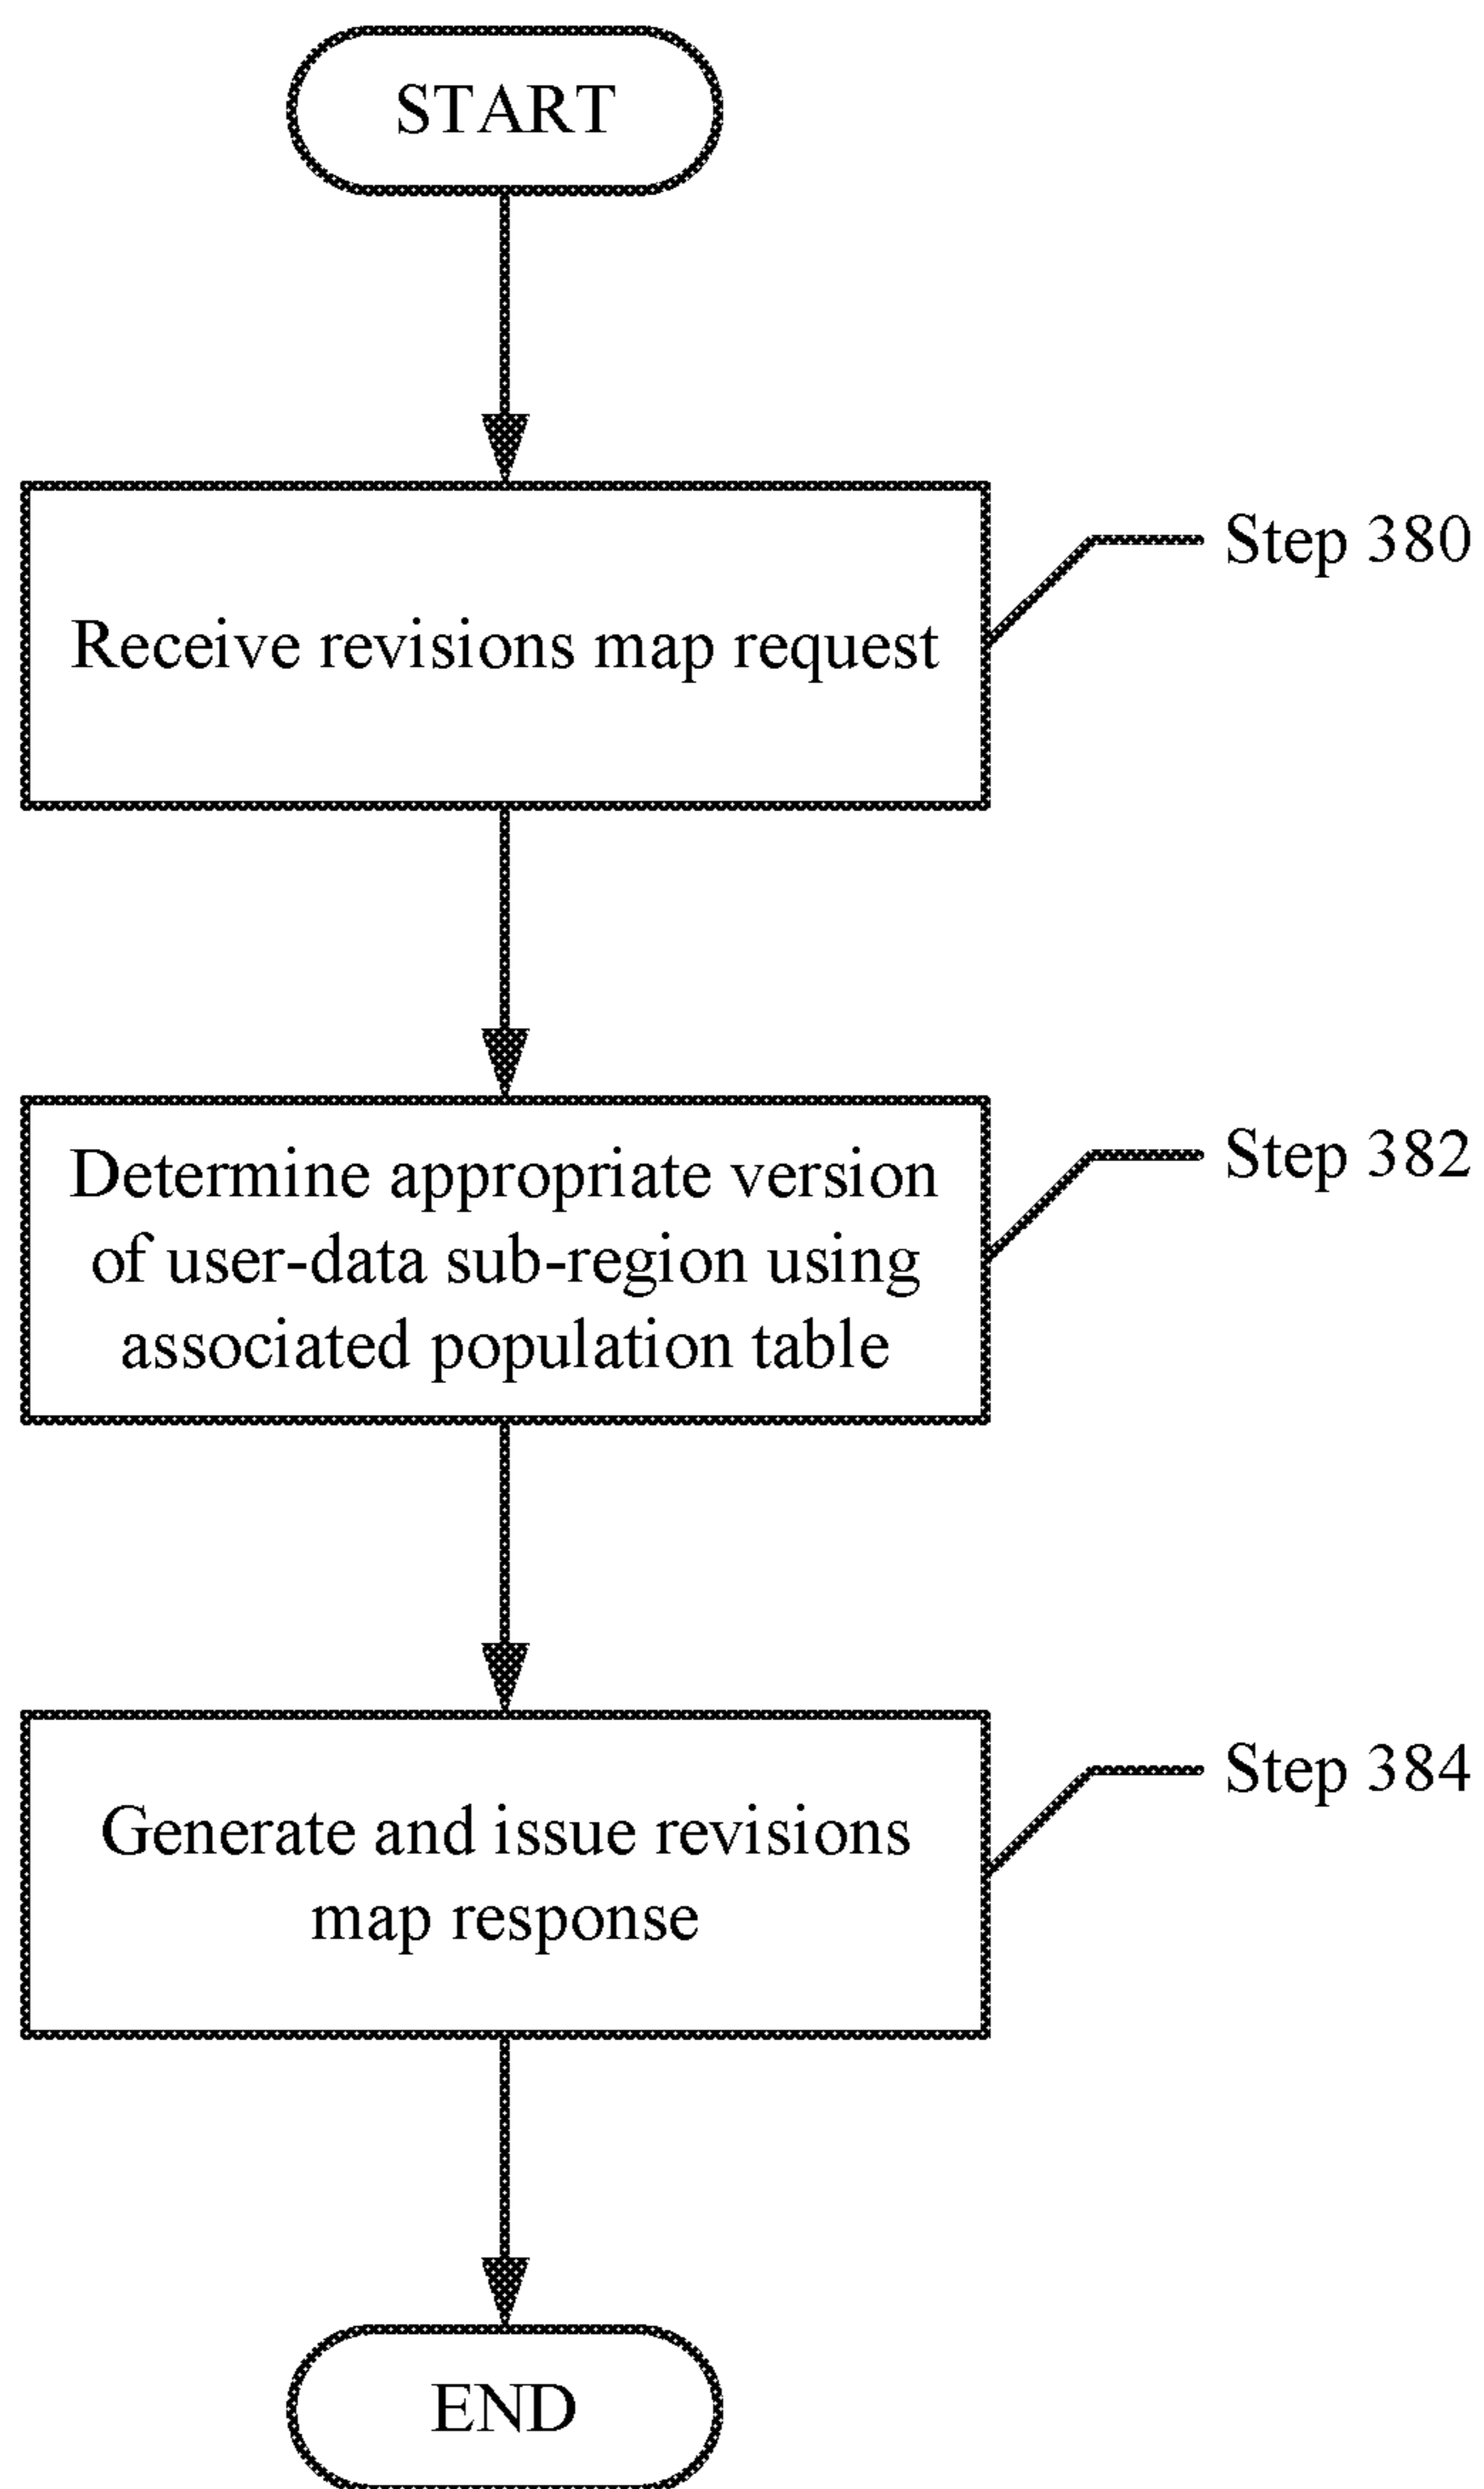 START
Step 380
Receive revisions map request
Step 382
Determine appropriate version
of user-data sub-region using
associated population table
Step 384
Generate and issue revisions
map response
END